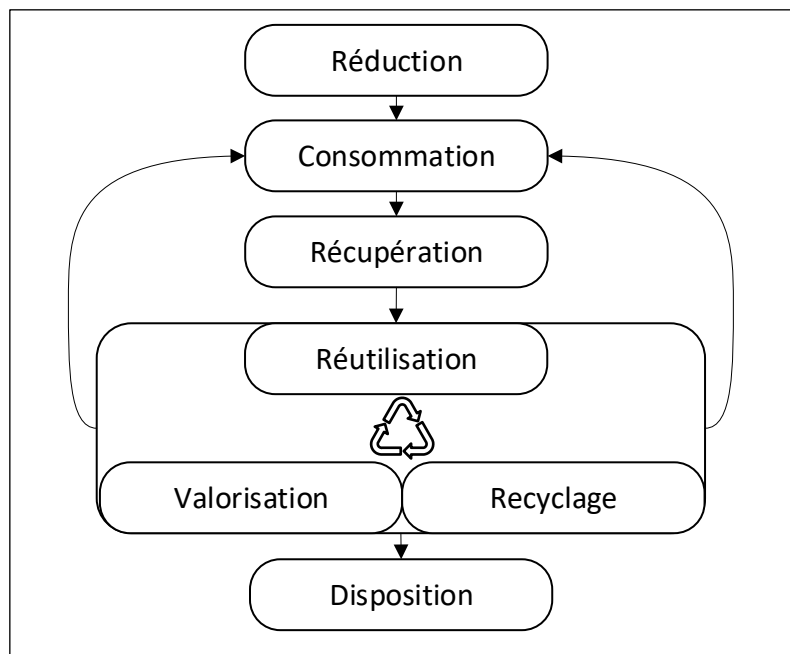 Réduction
Consommation
Récupération
Réutilisation
Valorisation
Recyclage
Disposition